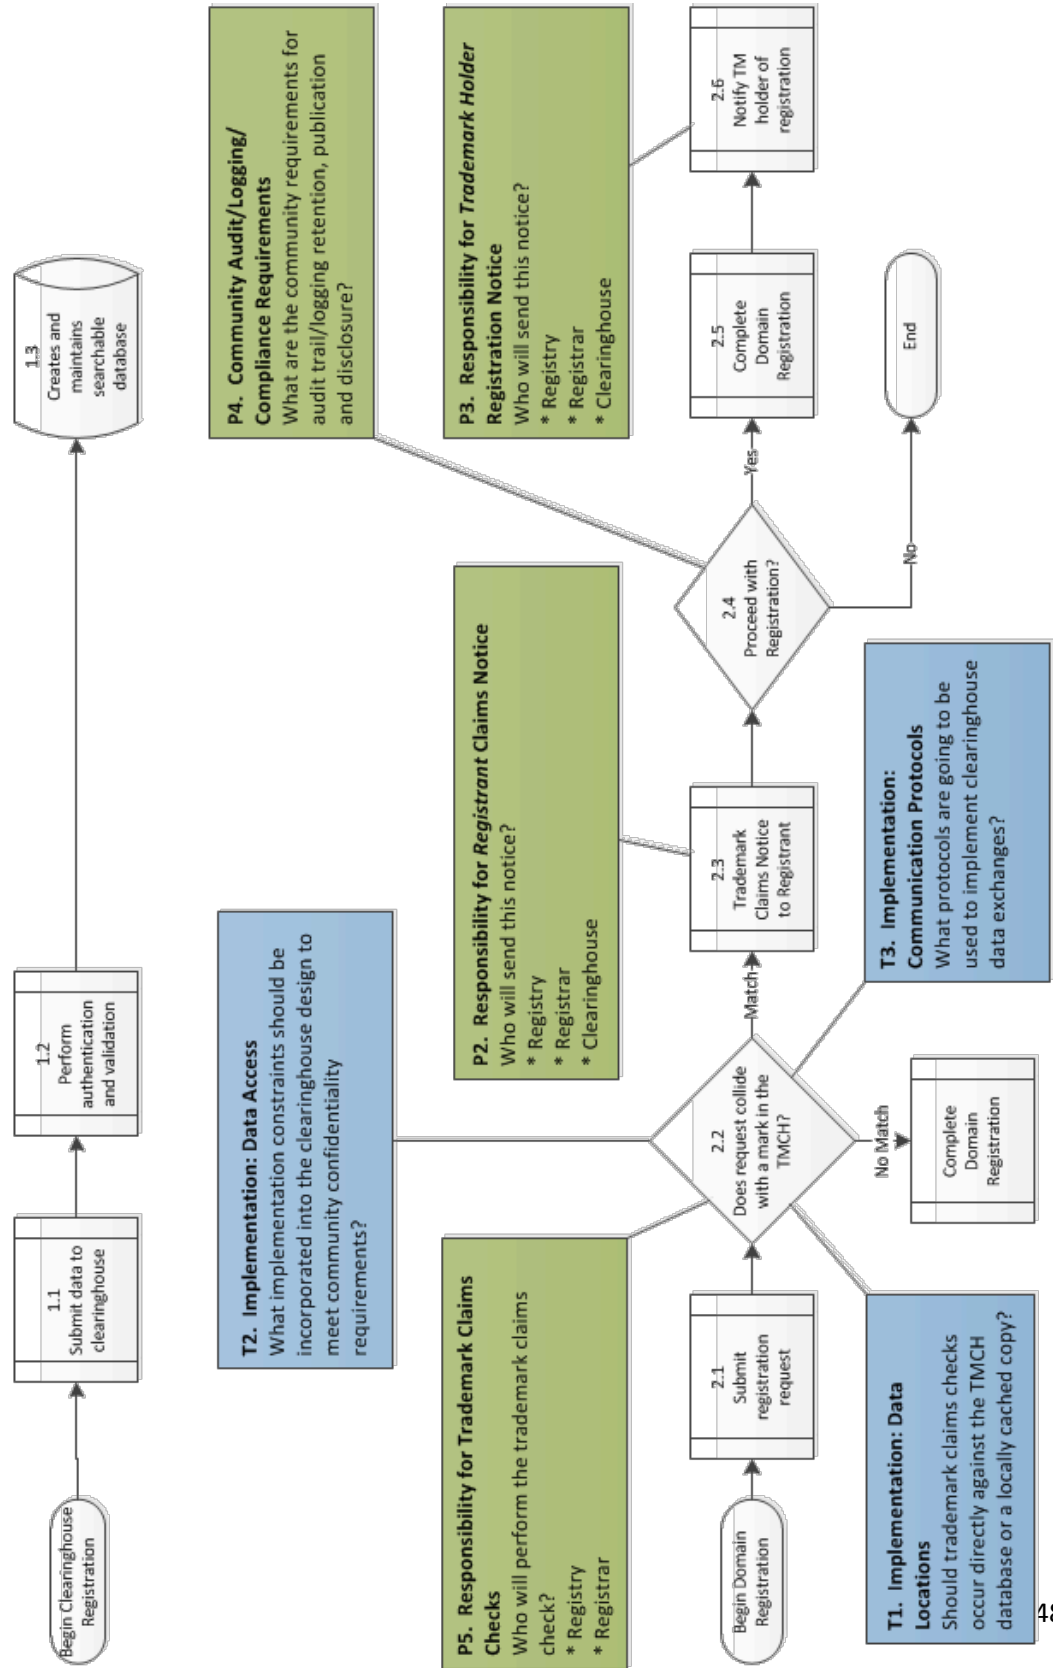 Begin Clearinghouse
Registration
1.1
Submit data to
clearinghouse
1.2
Perform
authentication
and validation
1.3
Creates and
maintains
searchable
database
T2. Implementation: Data Access
What implementation constraints should be
incorporated into the clearinghouse design to
meet community confidentiality
requirements?
P4. Community Audit/Logging/
Compliance Requirements
What are the community requirements for
audit trail/logging retention, publication
and disclosure?
P5. Responsibility for Trademark Claims
Checks
Who will perform the trademark claims
check?
* Registry
* Registrar
P2. Responsibility for Registrant Claims Notice
Who will send this notice?
* Registry
* Registrar
* Clearinghouse
P3. Responsibility for Trademark Holder
Registration Notice
Who will send this notice?
* Registry
* Registrar
* Clearinghouse
Begin Domain
Registration
2.1
Submit
registration
request
2.2
Does request collide
with a mark in the
TMCH?
Match
2.3
Trademark
Claims Notice
to Registrant
2.4
Proceed with
Registration?
Yes
2.5
Complete
Domain
Registration
2.6
Notify TM
holder of
registration
No Match
Complete
Domain
Registration
No
End
T1. Implementation: Data
Locations
Should trademark claims checks
occur directly against the TMCH
database or a locally cached copy?
T3. Implementation:
Communication Protocols
What protocols are going to be
used to implement clearinghouse
data exchanges?